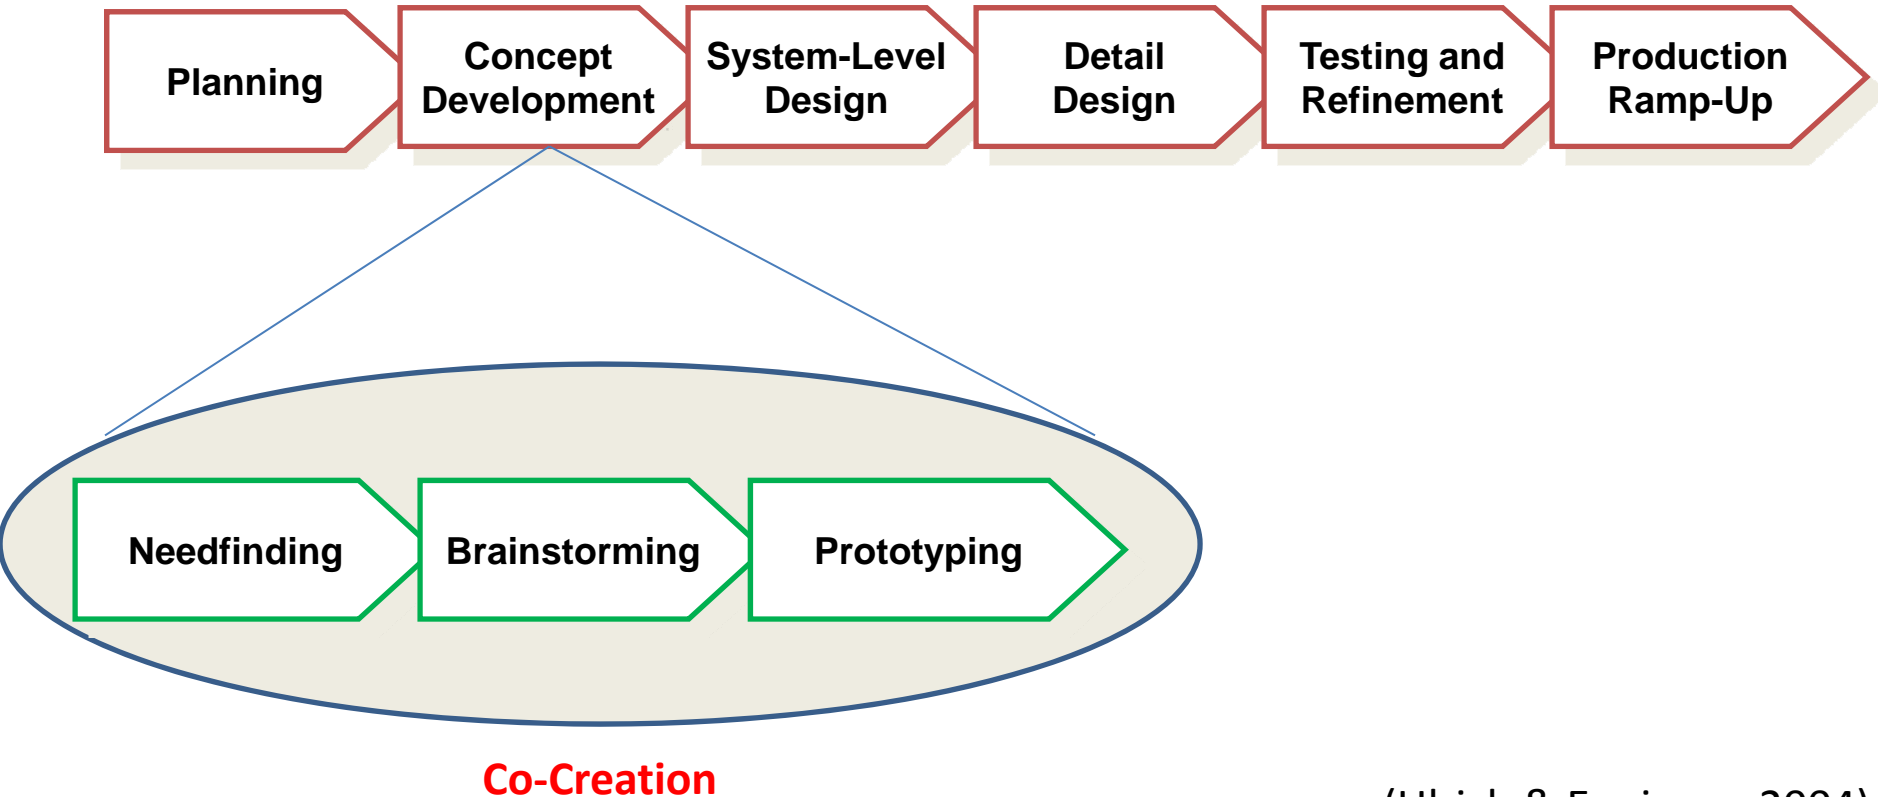 Planning
Concept
Development
System-Level
Design
Detail
Design
Testing and
Refinement
Production
Ramp-Up
Needfinding
Brainstorming
Prototyping
Co-Creation